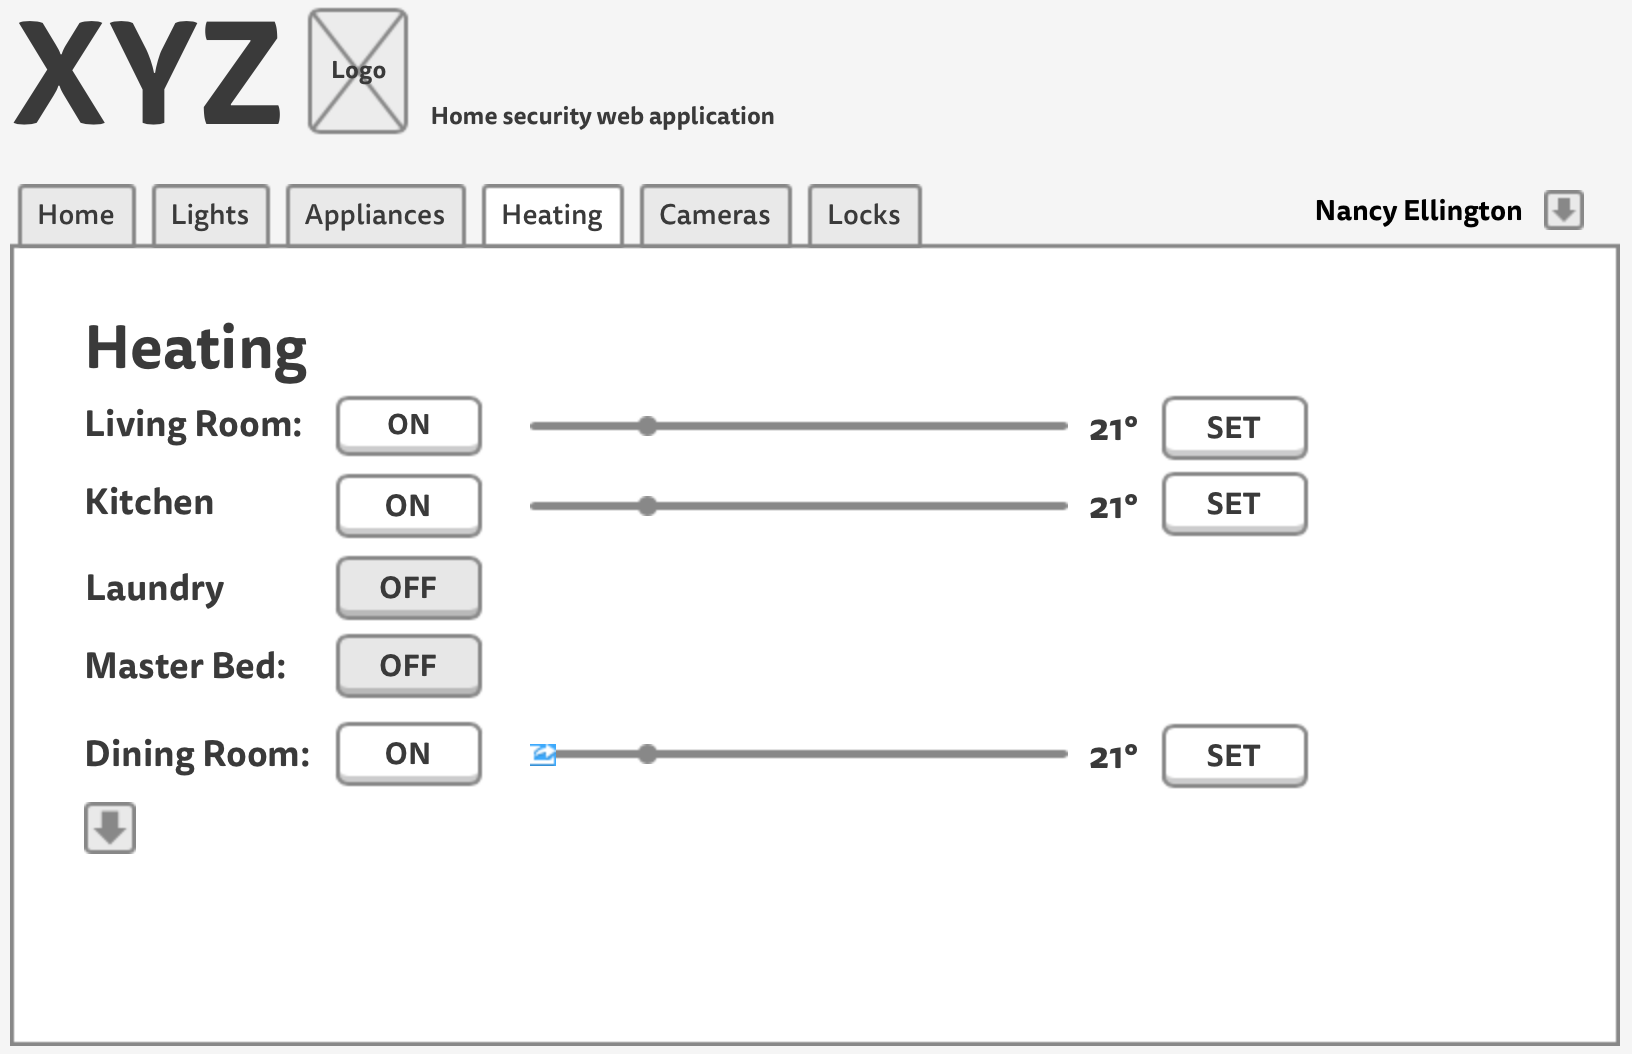 XYZ
Logo
Home security web application
Home Lights Appliances Heating Cameras Locks Nancy Ellington
Heating
Living Room: ON 21° SET
Kitchen ON 21° SET
Laundry OFF
Master Bed: OFF
Dining Room: ON 21° SET